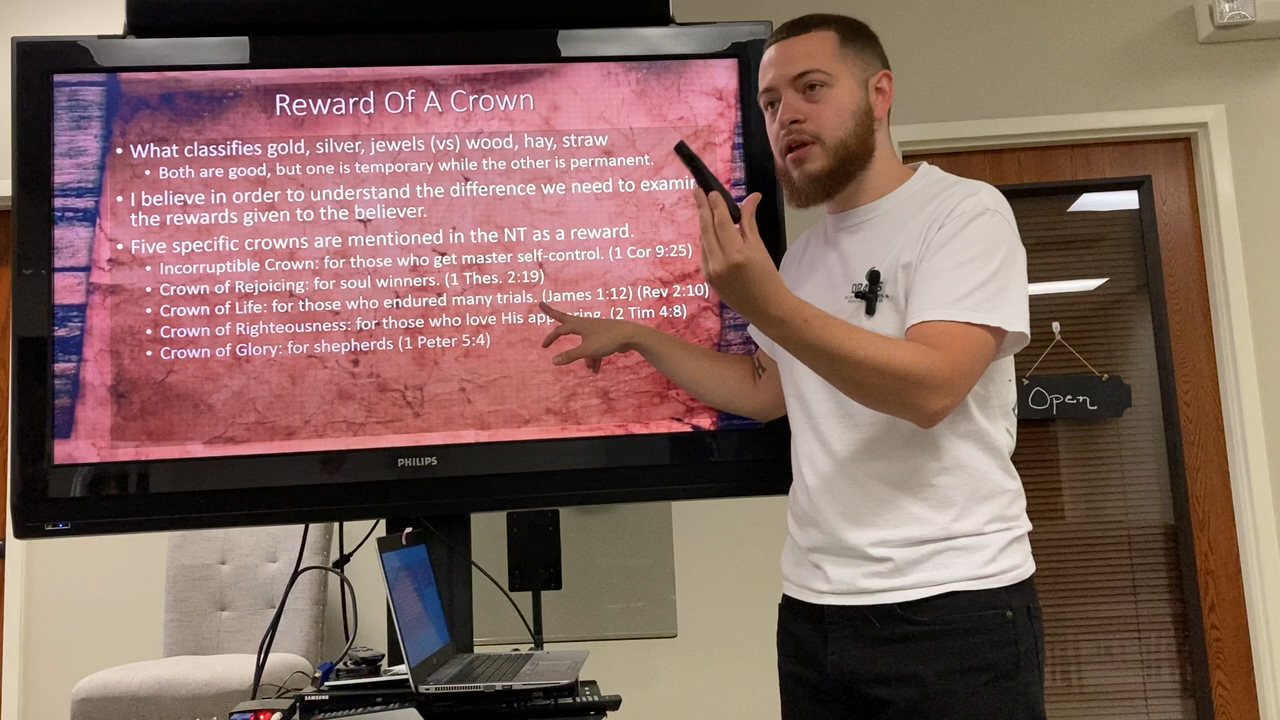 Reward Of A Crown
• What classifies gold, silver, jewels (vs) wood, hay, straw
• Both are good, but one is temporary while the other is permanent.
• I believe in order to understand the difference we need to examin
the rewards given to the believer.
• Five specific crowns are mentioned in the NT as a reward.
• Incorruptible Crown: for those who get master self-control. (1 Cor 9:25)
• Crown of Rejoicing: for soul winners. (1 Thes. 2:19)
• Crown of Life: for those who endured many trials. (James 1:12) (Rev 2:10)
• Crown of Righteousness: for those who love His appearing. (2 Tim 4:8)
• Crown of Glory: for shepherds (1 Peter 5:4)
PHILIPS
Open
SAMSUNG